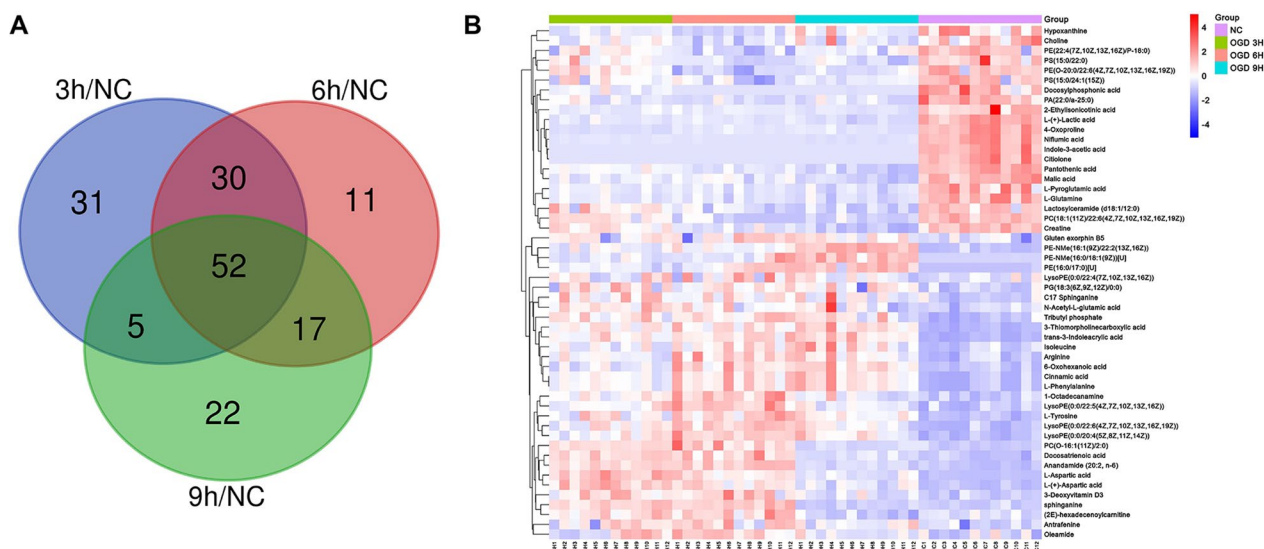 A
3h/NC
6h/NC
31
30
11
52
5
17
22
9h/NC
B
Group
Hypoxanthine
Choline
PE(22:4(7Z,10Z,13Z,16Z)/P-16:0)
PS(15:0/22:0)
PE(O-20:0/22:6(4Z,7Z,10Z,13Z,16Z,19Z))
PS(15:0/24:1(15Z))
Docosylphosphonic acid
PA(22:0/a-25:0)
2-Ethylisonicotinic acid
L-(+)-Lactic acid
4-Oxoproline
Niflumic acid
Indole-3-acetic acid
Citiolone
Pantothenic acid
Malic acid
L-Pyroglutamic acid
L-Glutamine
Lactosylceramide (d18:1/12:0)
PC(18:1(11Z)/22:6(4Z,7Z,10Z,13Z,16Z,19Z))
Creatine
Gluten exorphin B5
PE-NMe(16:1(9Z)/22:2(13Z,16Z))
PE-NMe(16:0/18:1(9Z))[U]
PE(16:0/17:0)[U]
LysoPE(0:0/22:4(7Z,10Z,13Z,16Z))
PG(18:3(6Z,9Z,12Z)/0:0)
C17 Sphinganine
N-Acetyl-L-glutamic acid
Tributyl phosphate
3-Thiomorpholinecarboxylic acid
trans-3-Indoleacrylic acid
Isoleucine
Arginine
6-Oxohexanoic acid
Cinnamic acid
L-Phenylalanine
1-Octadecanamine
LysoPE(0:0/22:5(4Z,7Z,10Z,13Z,16Z))
L-Tyrosine
LysoPE(0:0/22:6(4Z,7Z,10Z,13Z,16Z,19Z))
LysoPE(0:0/20:4(5Z,8Z,11Z,14Z))
PC(O-16:1(11Z)/2:0)
Docosatrienoic acid
Anandamide (20:2, n-6)
L-Aspartic acid
L-(+)-Aspartic acid
3-Deoxyvitamin D3
sphinganine
(2E)-hexadecenoylcarnitine
Antrafenine
Oleamide
4
2
0
-2
-4
Group
NC
OGD 3H
OGD 6H
OGD 9H